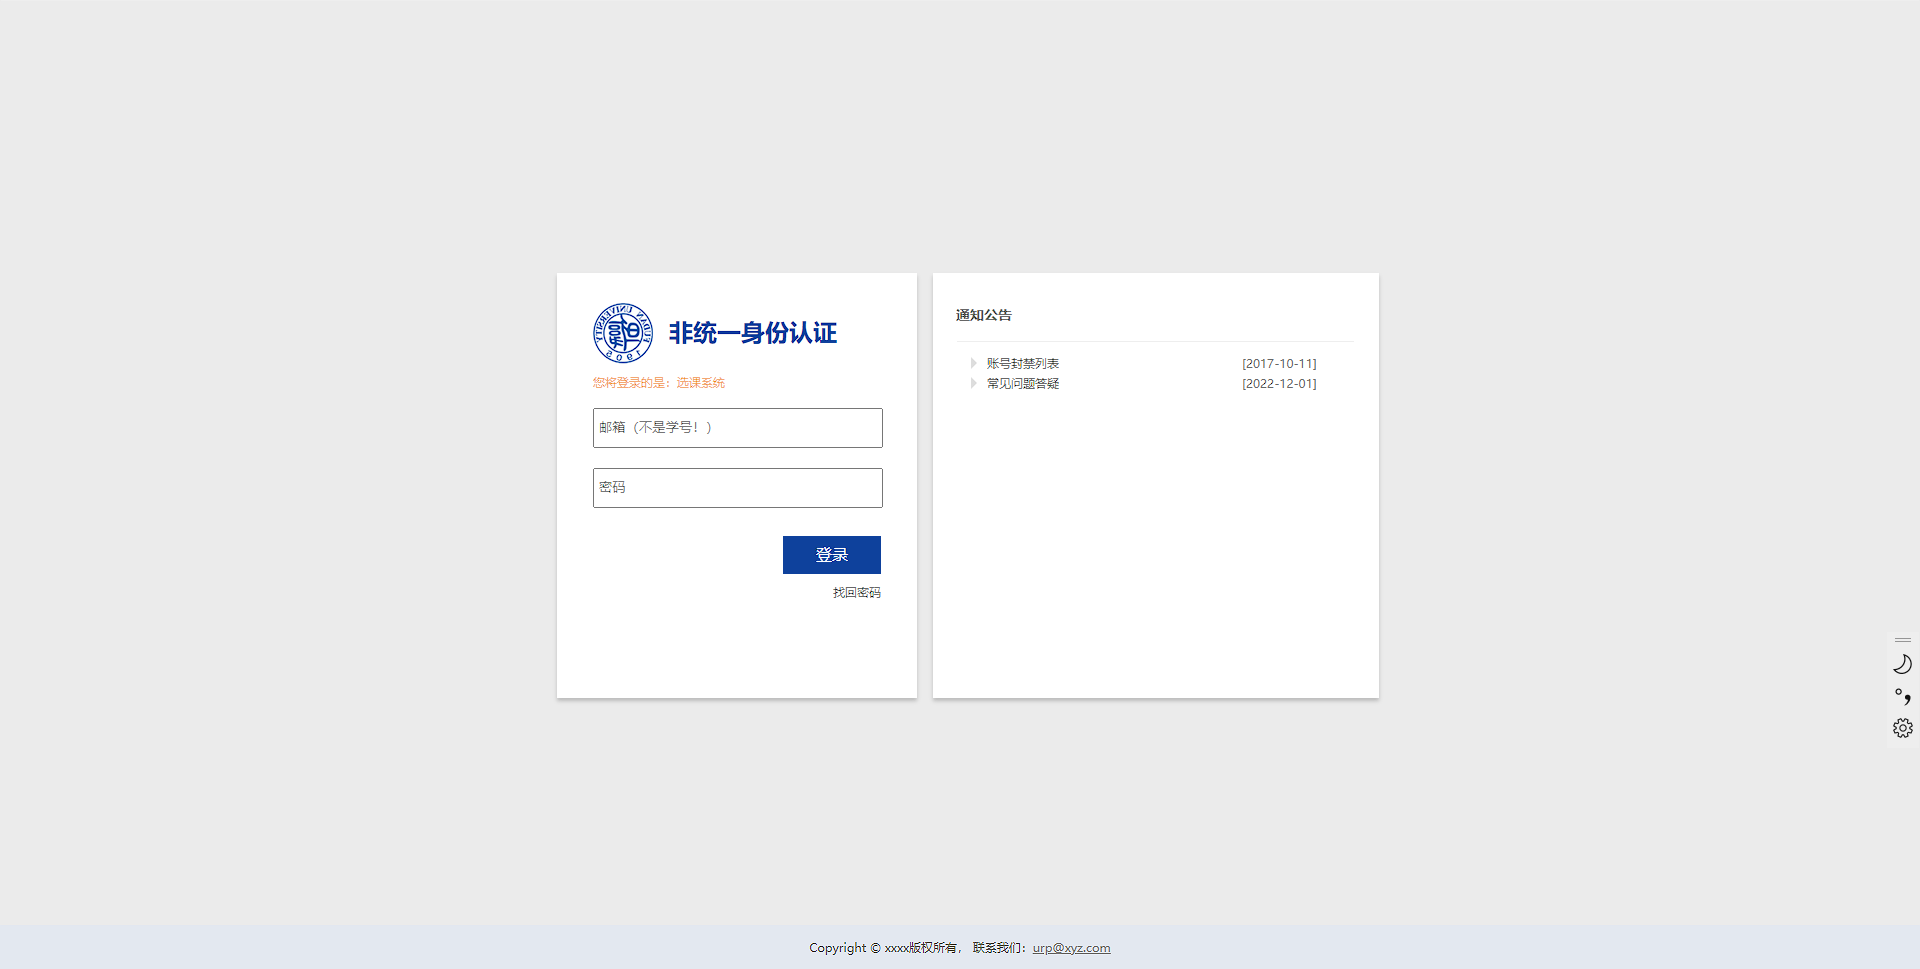 FUDAN UNIVERSITY
1905
非统一身份认证
您将登录的是：选课系统
邮箱（不是学号！）
密码
登录
找回密码
通知公告
账号封禁列表 [2017-10-11]
常见问题答疑 [2022-12-01]
Copyright © xxxx版权所有， 联系我们：urp@xyz.com